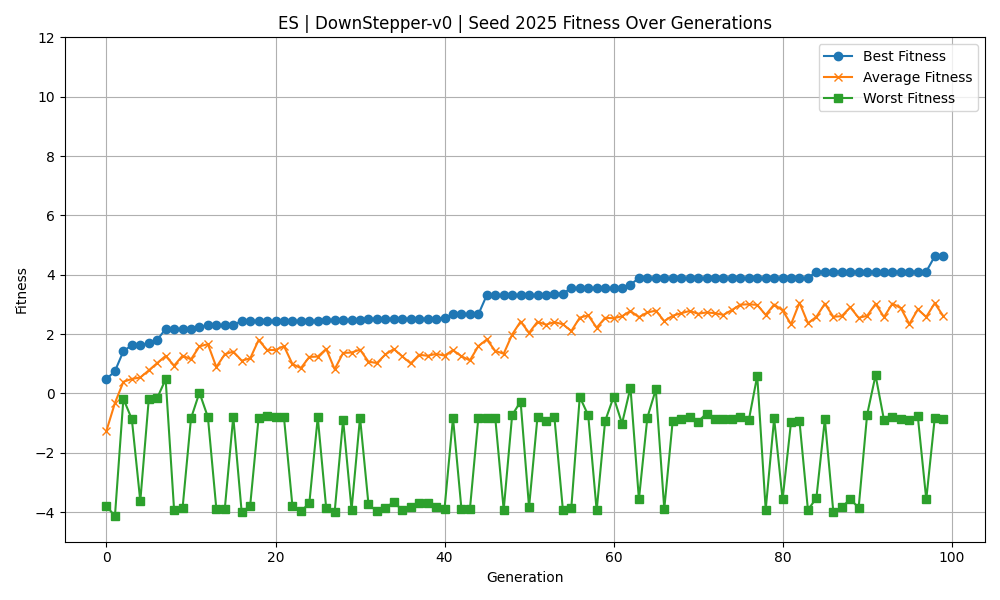 ES | DownStepper-v0 | Seed 2025 Fitness Over Generations
Best Fitness
Average Fitness
Worst Fitness
12
10
8
6
4
2
0
−2
−4
Fitness
0 20 40 60 80 100
Generation